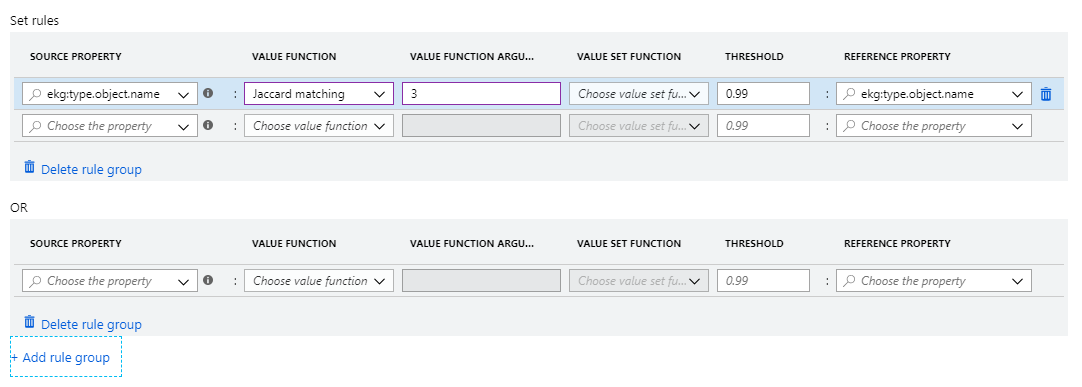 Set rules
SOURCE PROPERTY VALUE FUNCTION VALUE FUNCTION ARGU... VALUE SET FUNCTION THRESHOLD REFERENCE PROPERTY
ekg:type.object.name : Jaccard matching 3 Choose value set fu... 0.99 : ekg:type.object.name
Choose the property : Choose value function Choose value set fu... 0.99 : Choose the property
Delete rule group
OR
SOURCE PROPERTY VALUE FUNCTION VALUE FUNCTION ARGU... VALUE SET FUNCTION THRESHOLD REFERENCE PROPERTY
Choose the property : Choose value function Choose value set fu... 0.99 : Choose the property
Delete rule group
+ Add rule group